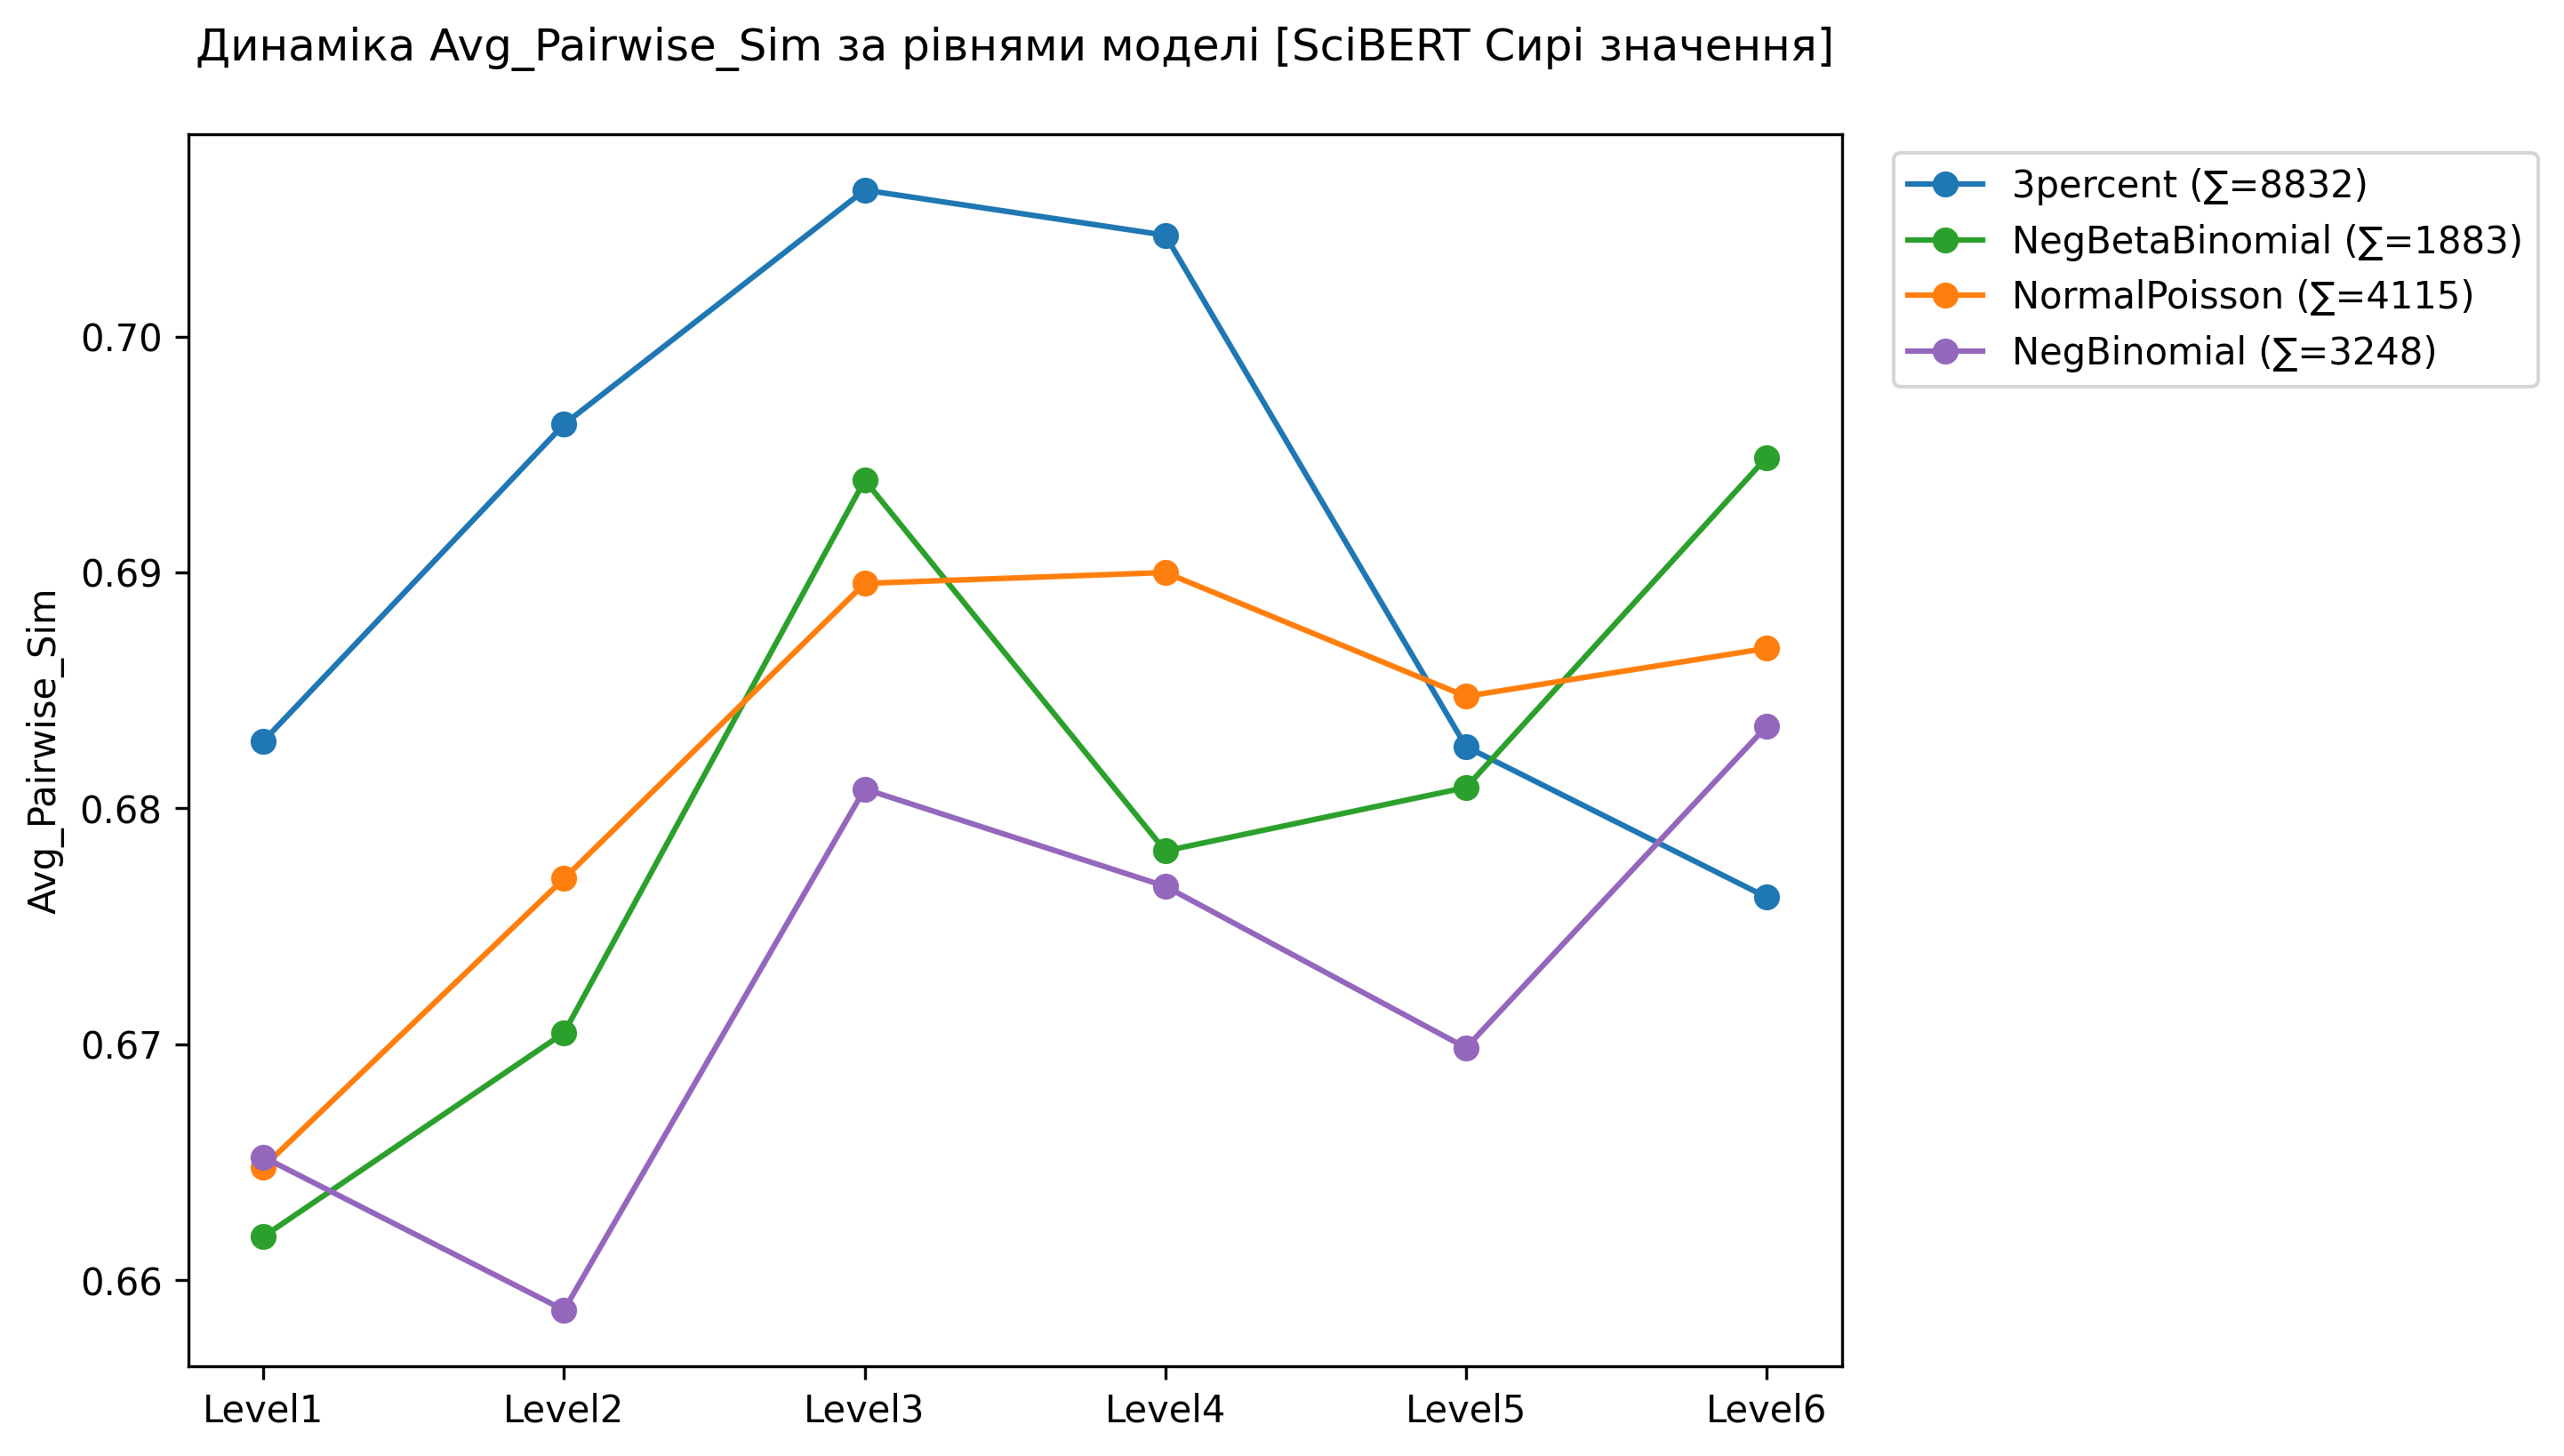 Динаміка Avg_Pairwise_Sim за рівнями моделі [SciBERT Сирі значення]
3percent (∑=8832)
NegBetaBinomial (∑=1883)
NormalPoisson (∑=4115)
NegBinomial (∑=3248)
Avg_Pairwise_Sim
0.70
0.69
0.68
0.67
0.66
Level1 Level2 Level3 Level4 Level5 Level6